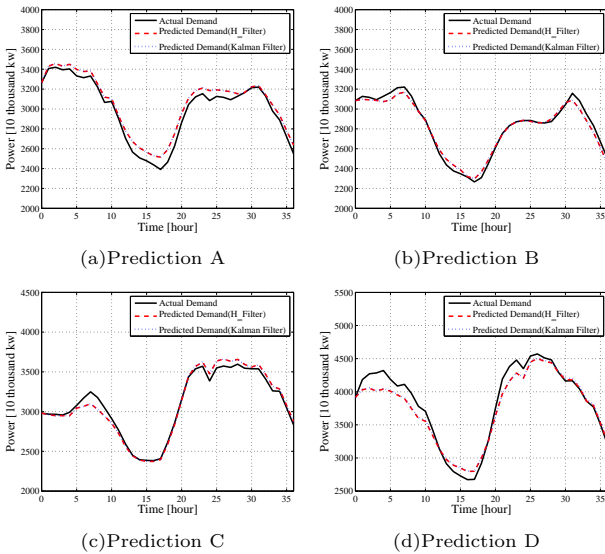 4000
3800
3600
3400
3200
3000
2800
2600
2400
2200
2000
Power [10 thousand kw]
Actual Demand
Predicted Demand(H_Filter)
Predicted Demand(Kalman Filter)
0 5 10 15 20 25 30 35
Time [hour]
(a)Prediction A
4000
3800
3600
3400
3200
3000
2800
2600
2400
2200
2000
Power [10 thousand kw]
Actual Demand
Predicted Demand(H_Filter)
Predicted Demand(Kalman Filter)
0 5 10 15 20 25 30 35
Time [hour]
(b)Prediction B
4500
4000
3500
3000
2500
2000
Power [10 thousand kw]
Actual Demand
Predicted Demand(H_Filter)
Predicted Demand(Kalman Filter)
0 5 10 15 20 25 30 35
Time [hour]
(c)Prediction C
5500
5000
4500
4000
3500
3000
2500
Power [10 thousand kw]
Actual Demand
Predicted Demand(H_Filter)
Predicted Demand(Kalman Filter)
0 5 10 15 20 25 30 35
Time [hour]
(d)Prediction D